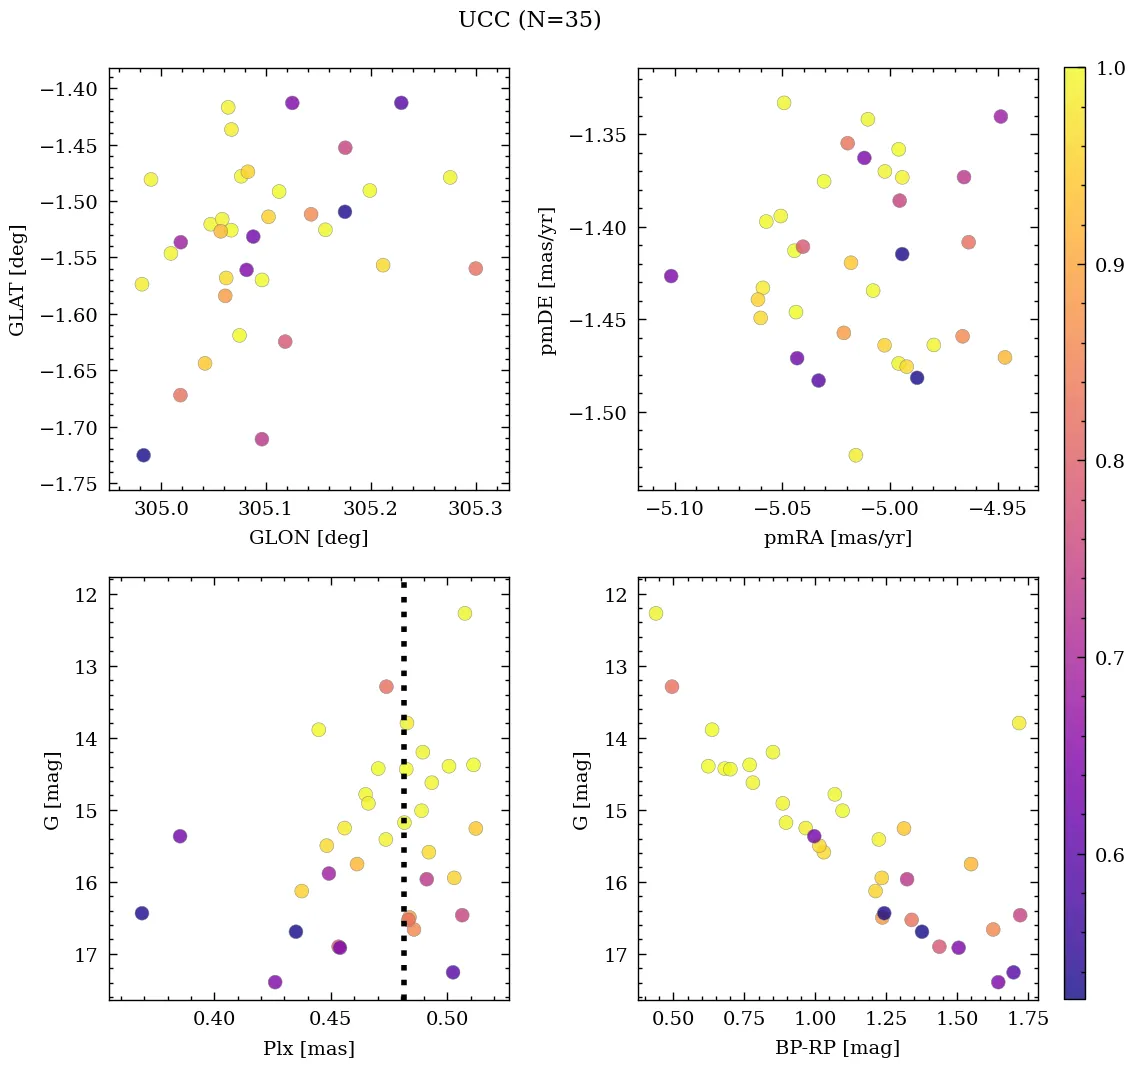 UCC (N=35)
−1.40
−1.45
−1.50
−1.55
−1.60
−1.65
−1.70
−1.75
GLAT [deg]
305.0 305.1 305.2 305.3
GLON [deg]
−1.35
−1.40
−1.45
−1.50
pmDE [mas/yr]
−5.10 −5.05 −5.00 −4.95
pmRA [mas/yr]
12
13
14
15
16
17
G [mag]
0.40 0.45 0.50
Plx [mas]
12
13
14
15
16
17
G [mag]
0.50 0.75 1.00 1.25 1.50 1.75
BP-RP [mag]
1.0
0.9
0.8
0.7
0.6